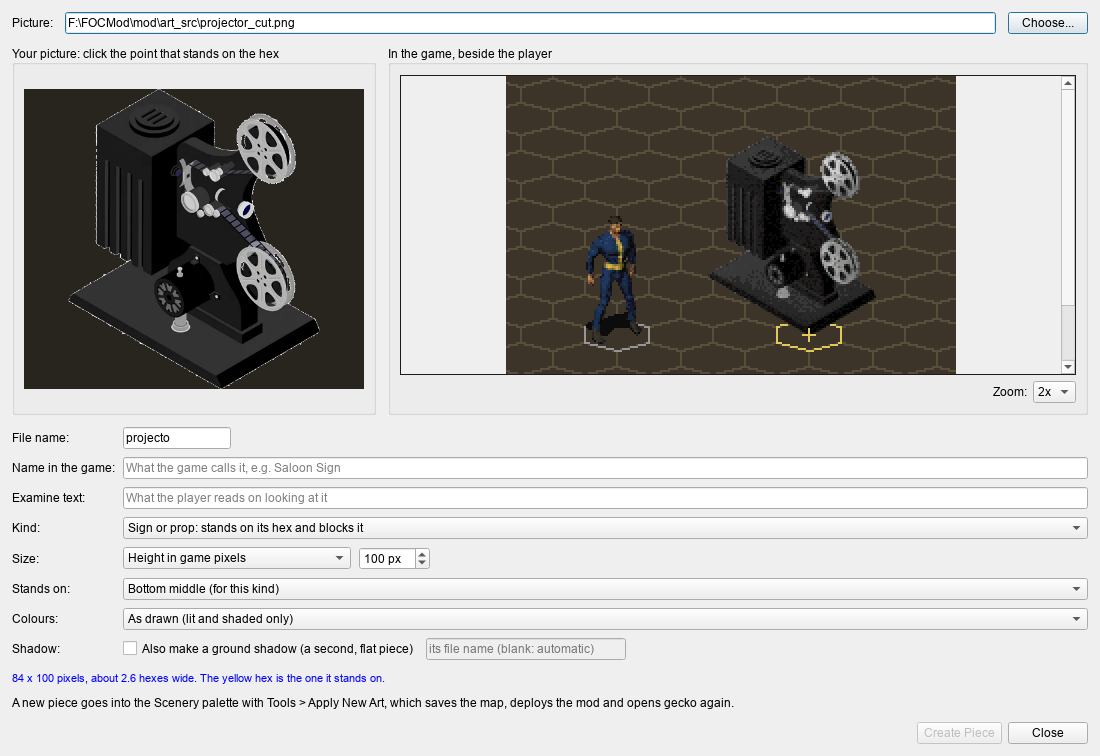 Picture:
F:\FOCMod\mod\art_src\projector_cut.png
Choose...
Your picture: click the point that stands on the hex
In the game, beside the player
Zoom:
2x
File name:
projecto
Name in the game:
What the game calls it, e.g. Saloon Sign
Examine text:
What the player reads on looking at it
Kind:
Sign or prop: stands on its hex and blocks it
Size:
Height in game pixels
100 px
Stands on:
Bottom middle (for this kind)
Colours:
As drawn (lit and shaded only)
Shadow:
Also make a ground shadow (a second, flat piece)
its file name (blank: automatic)
84 x 100 pixels, about 2.6 hexes wide. The yellow hex is the one it stands on.
A new piece goes into the Scenery palette with Tools > Apply New Art, which saves the map, deploys the mod and opens gecko again.
Create Piece
Close